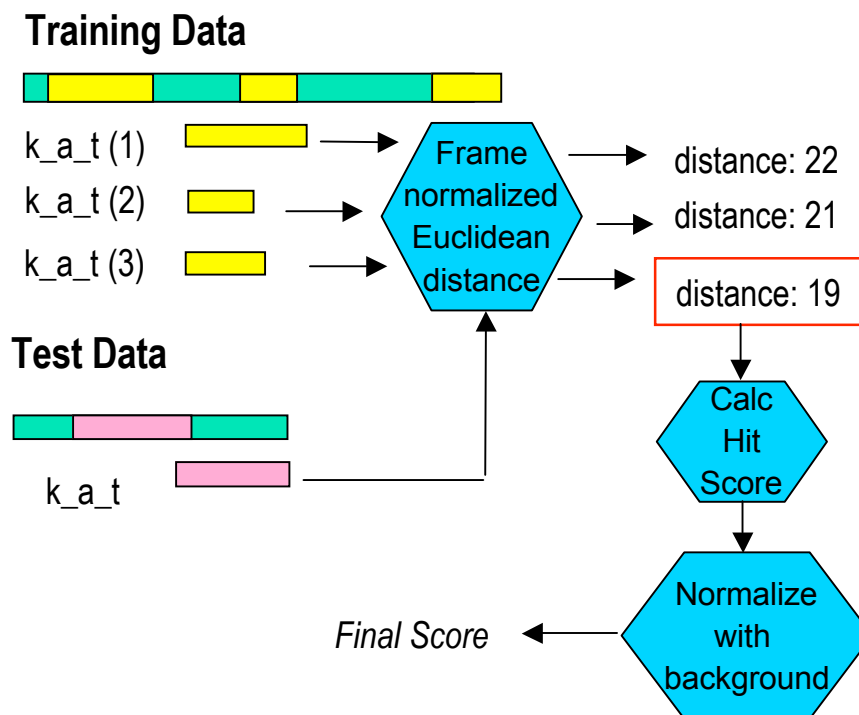 Training Data
k_a_t (1)
k_a_t (2)
k_a_t (3)
Frame
normalized
Euclidean
distance
distance: 22
distance: 21
distance: 19
Test Data
k_a_t
Calc
Hit
Score
Normalize
with
background
Final Score